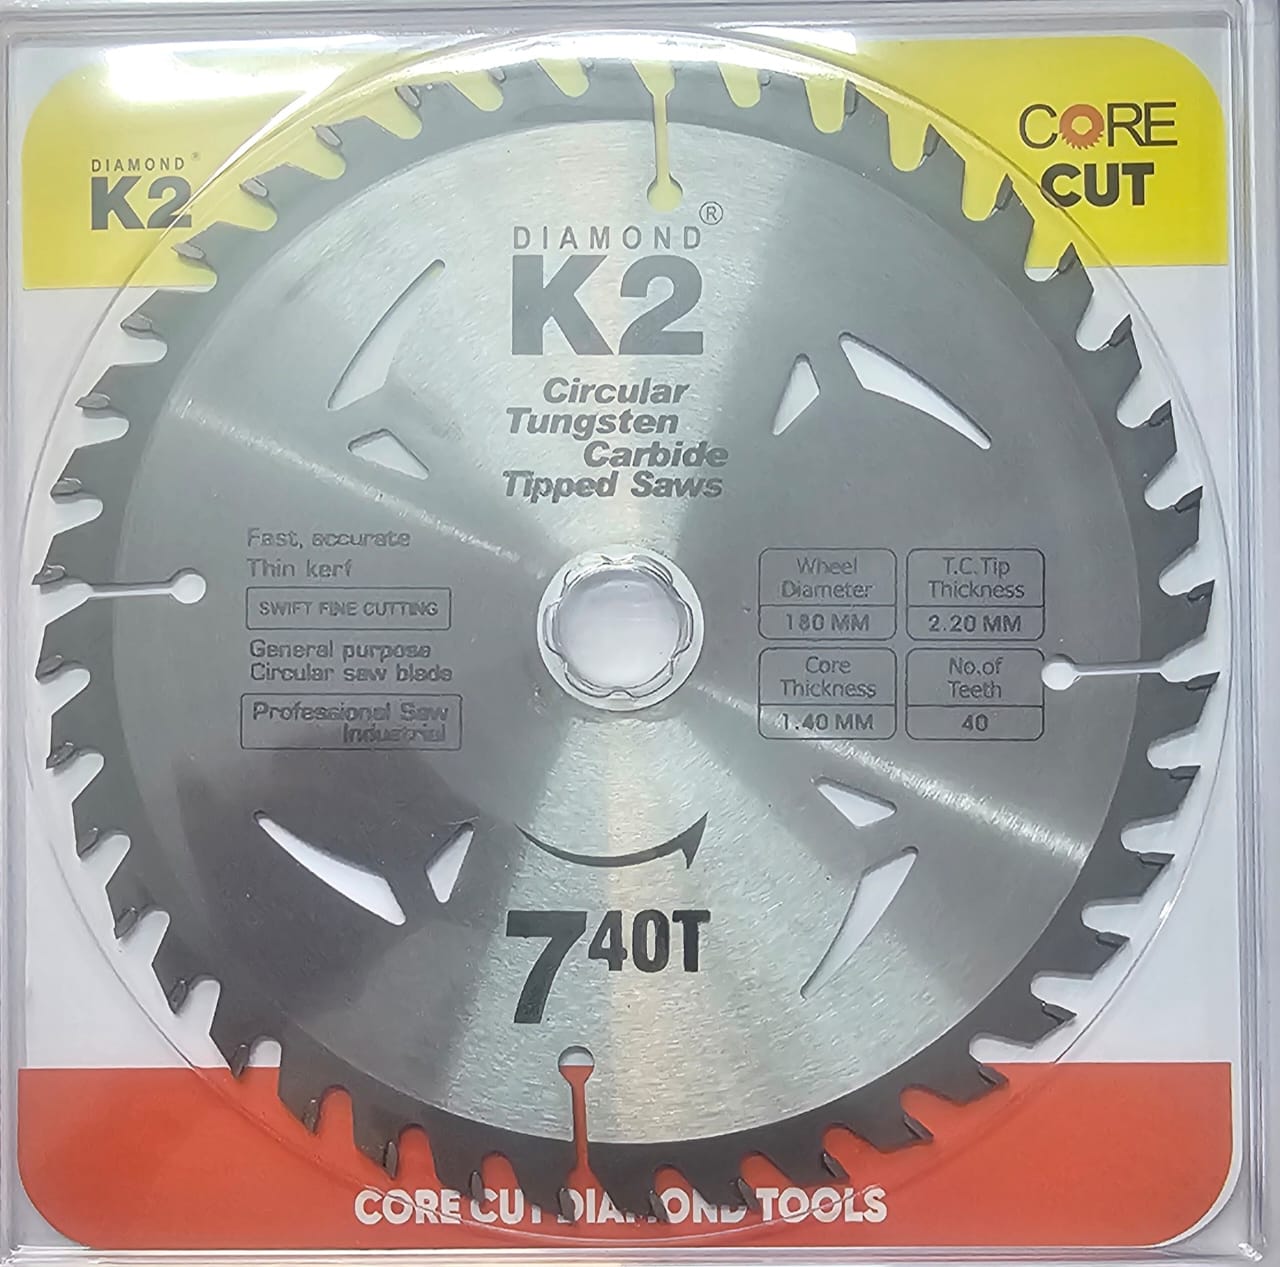 DIAMOND®
K2
CORE
CUT
DIAMOND®
K2
Circular
Tungsten
Carbide
Tipped Saws
Fast, accurate
Thin kerf
SWIFT FINE CUTTING
General purpose
Circular saw blade
Professional Saw
Industrial
Wheel
Diameter
180 MM
T.C.Tip
Thickness
2.20 MM
Core
Thickness
1.40 MM
No.of
Teeth
40
7 40T
CORE CUT DIAMOND TOOLS